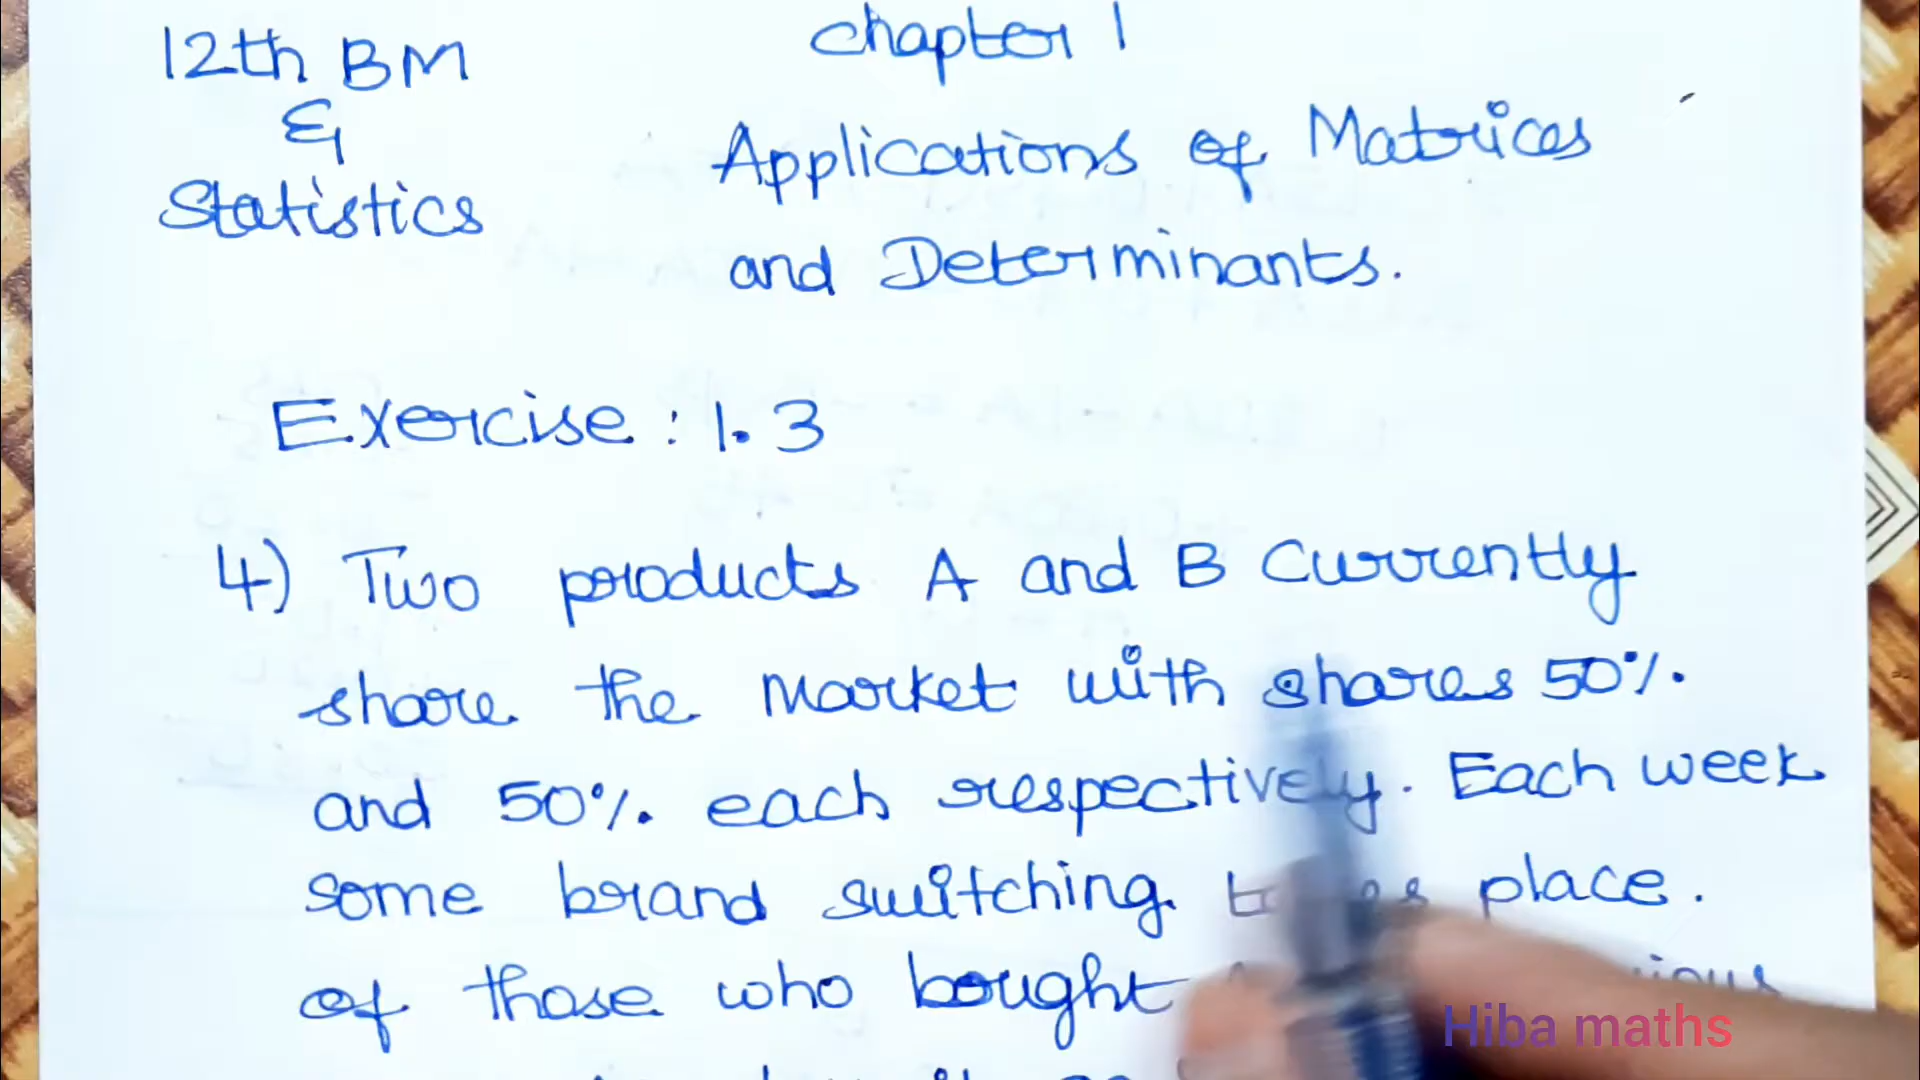 12th BM
&
Statistics
Chapter 1
Applications of Matrices
and Determinants.
Exercise : 1.3
4) Two products A and B Currently
share the market with shares 50%.
and 50%. each respectively. Each week
some brand switching place.
of those who bought
Hiba maths